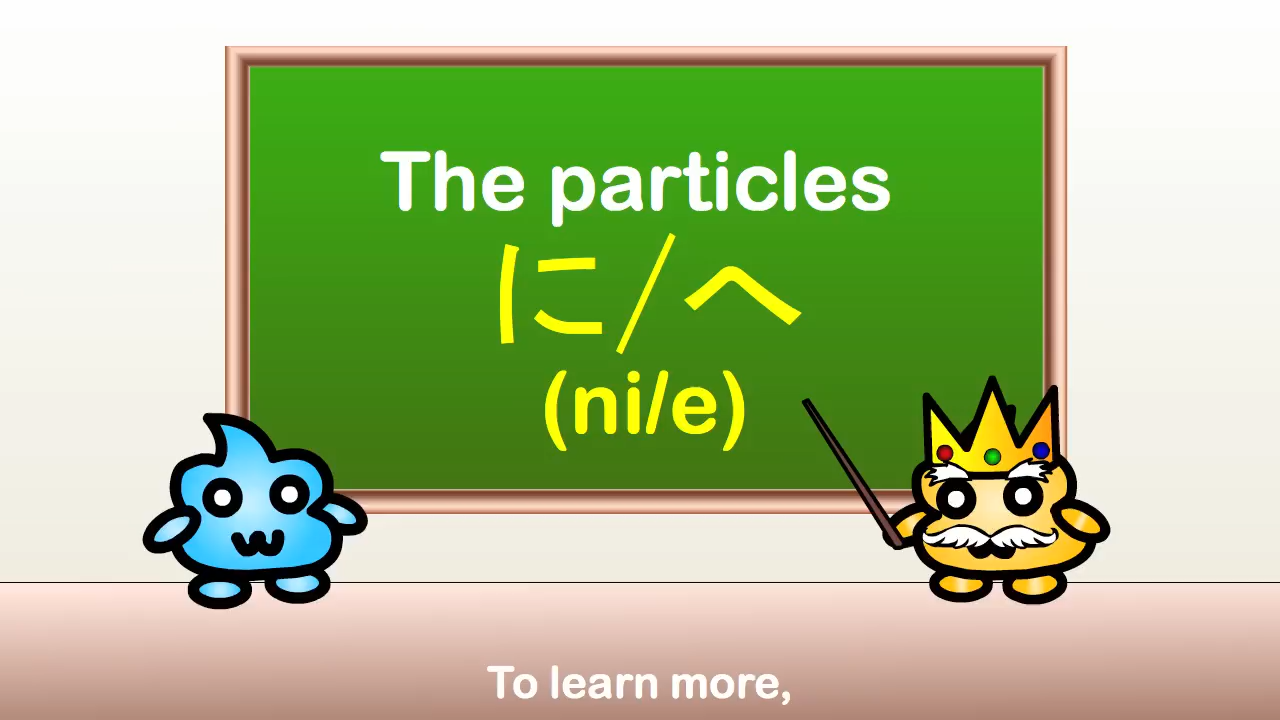 The particles
に/へ
(ni/e)
To learn more,